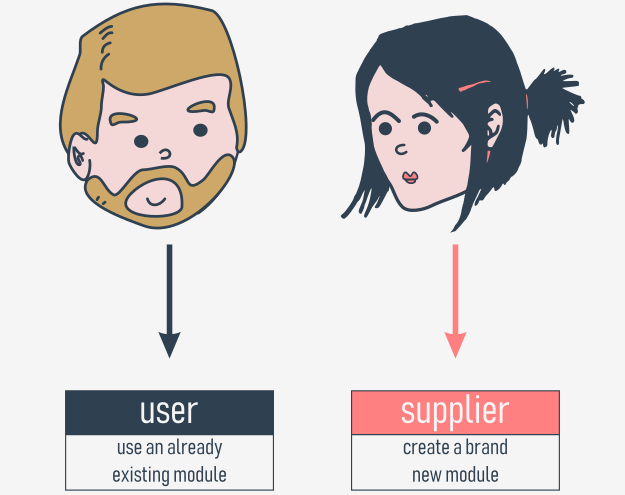 user
use an already
existing module
supplier
create a brand
new module